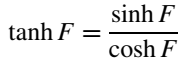 tanh F = sinh F / cosh F